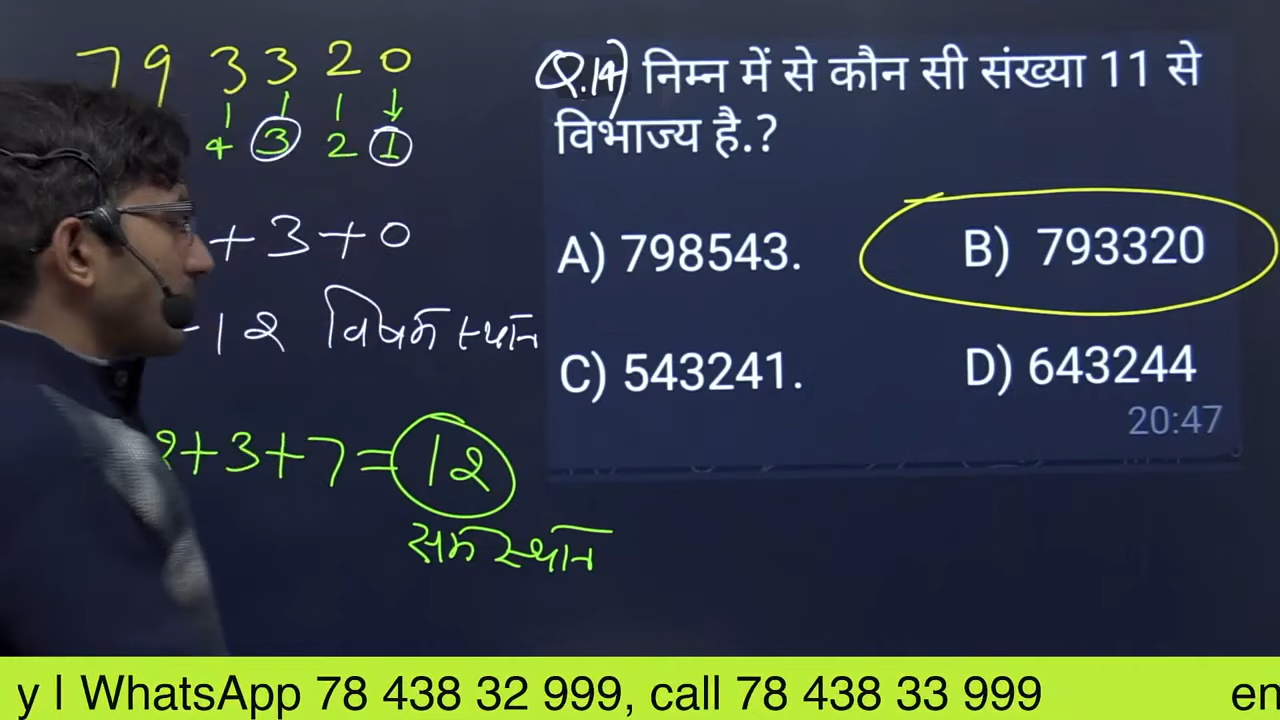 7 9 3 3 2 0
4 3 2 1
+ 3 + 0
12 विषम स्थान
2+3+7=12
सम स्थान
Q.14) निम्न में से कौन सी संख्या 11 से
विभाज्य है.?
A) 798543.
B) 793320
C) 543241.
D) 643244
20:47
y l WhatsApp 78 438 32 999, call 78 438 33 999 en